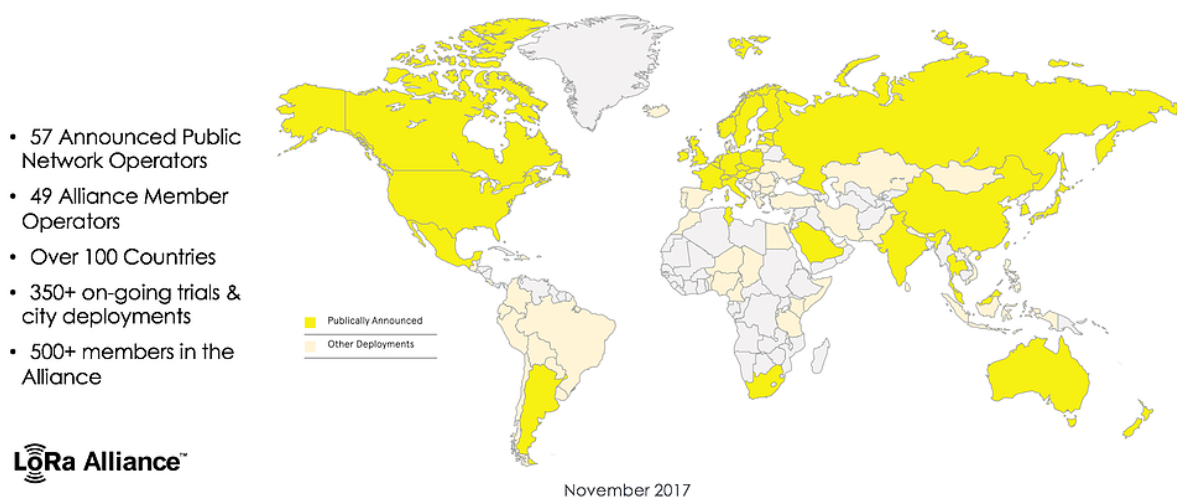 • 57 Announced Public
Network Operators
• 49 Alliance Member
Operators
• Over 100 Countries
• 350+ on-going trials &
city deployments
• 500+ members in the
Alliance
Publically Announced
Other Deployments
LoRa Alliance™
November 2017